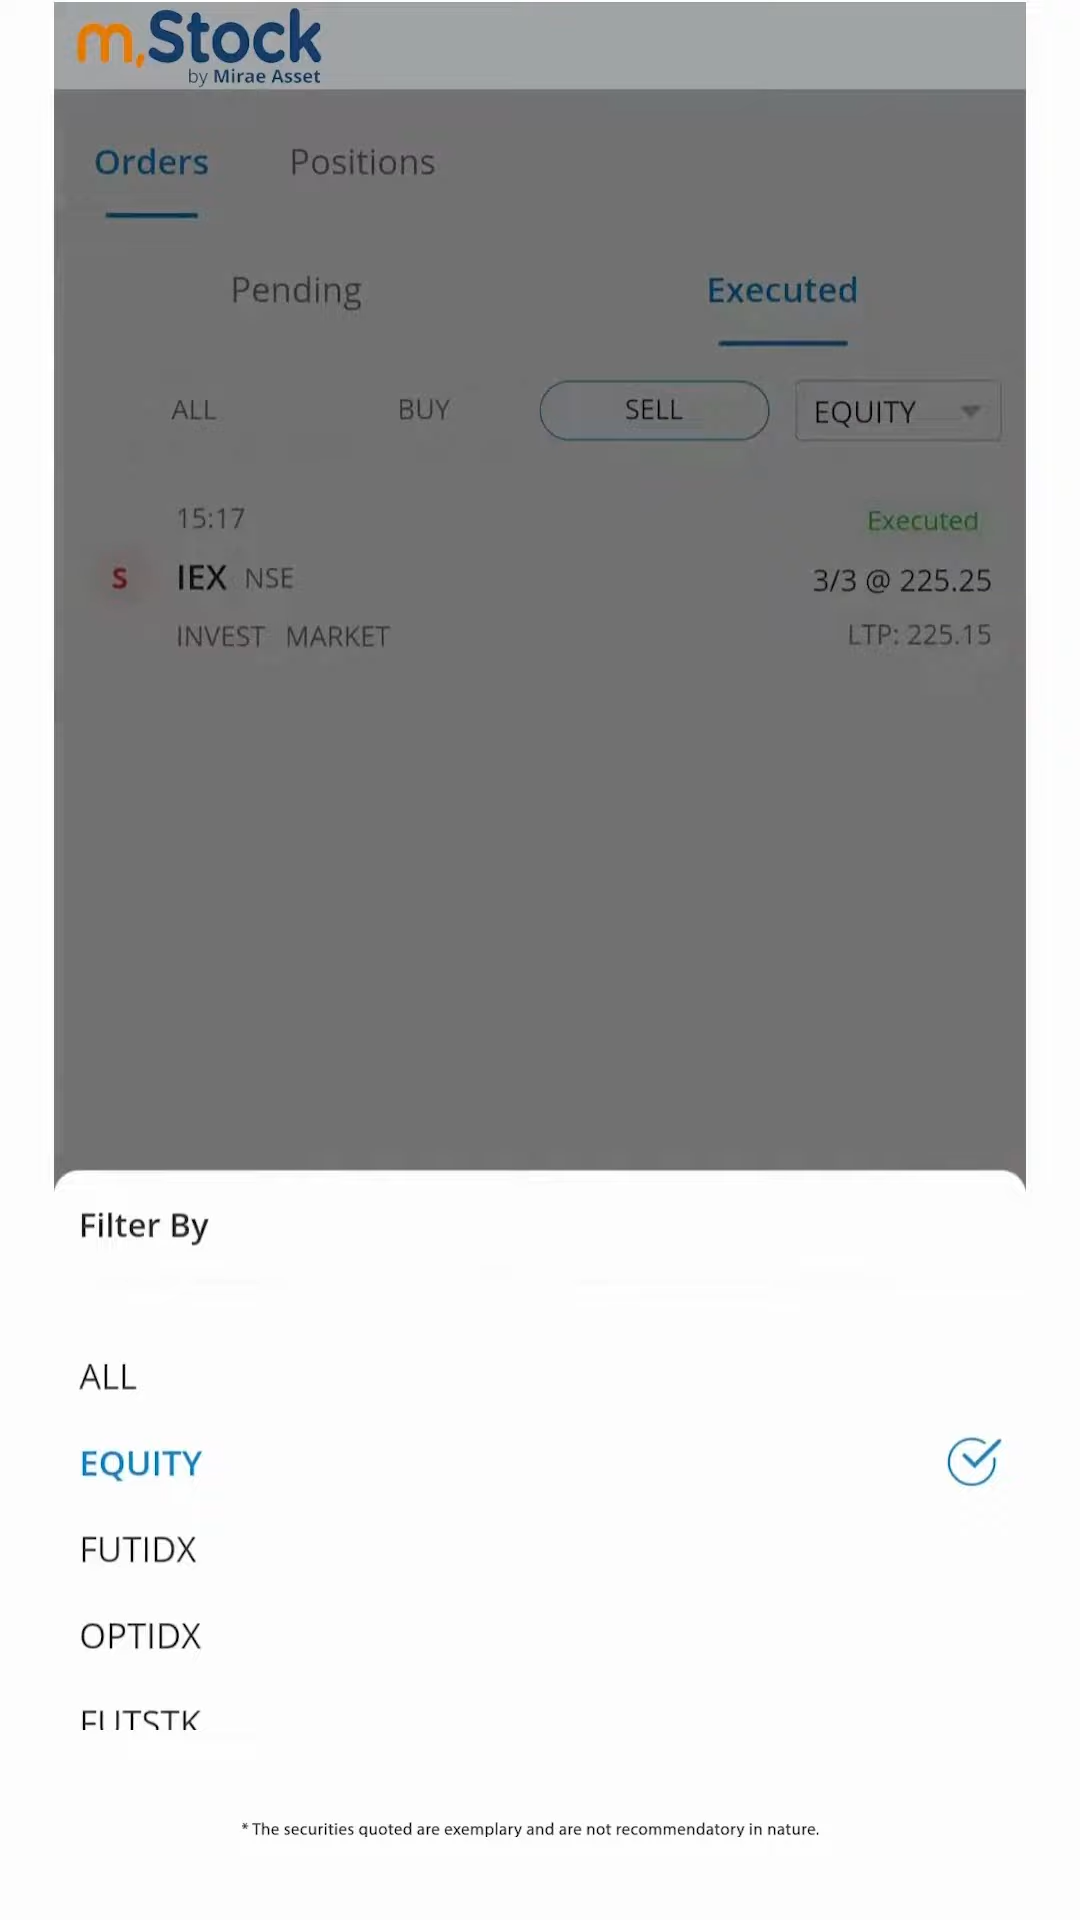 m.Stock
by Mirae Asset
Orders Positions
Pending Executed
ALL BUY SELL EQUITY
15:17 Executed
S IEX NSE 3/3 @ 225.25
INVEST MARKET LTP: 225.15
Filter By
ALL
EQUITY
FUTIDX
OPTIDX
FUTSTK
* The securities quoted are exemplary and are not recommendatory in nature.